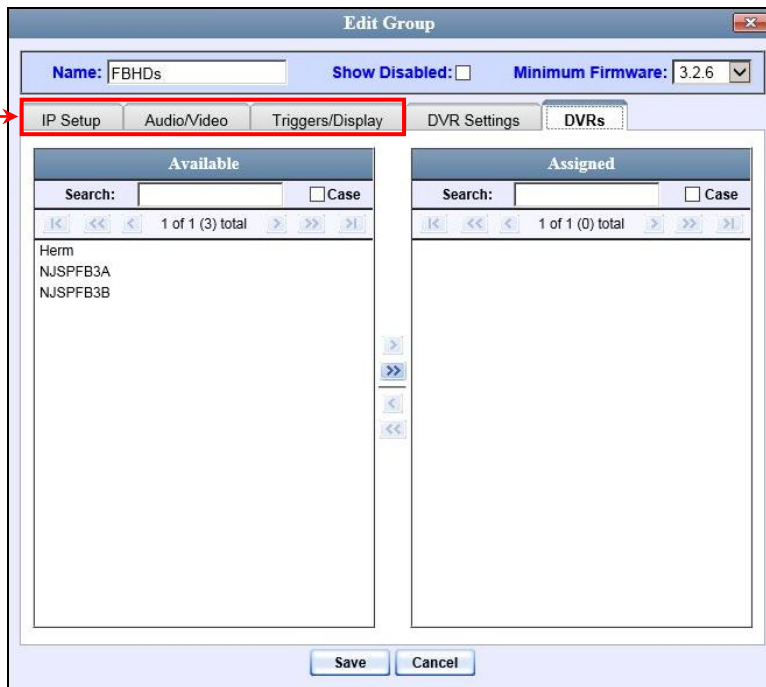 Edit Group
Name: FBHDs Show Disabled: Minimum Firmware: 3.2.6
IP Setup Audio/Video Triggers/Display DVR Settings DVRs
Available
Search: Case
|< << < 1 of 1 (3) total > >> >|
Herm
NJSPFB3A
NJSPFB3B
>
>>
<
<<
Assigned
Search: Case
|< << < 1 of 1 (0) total > >> >|
Save Cancel